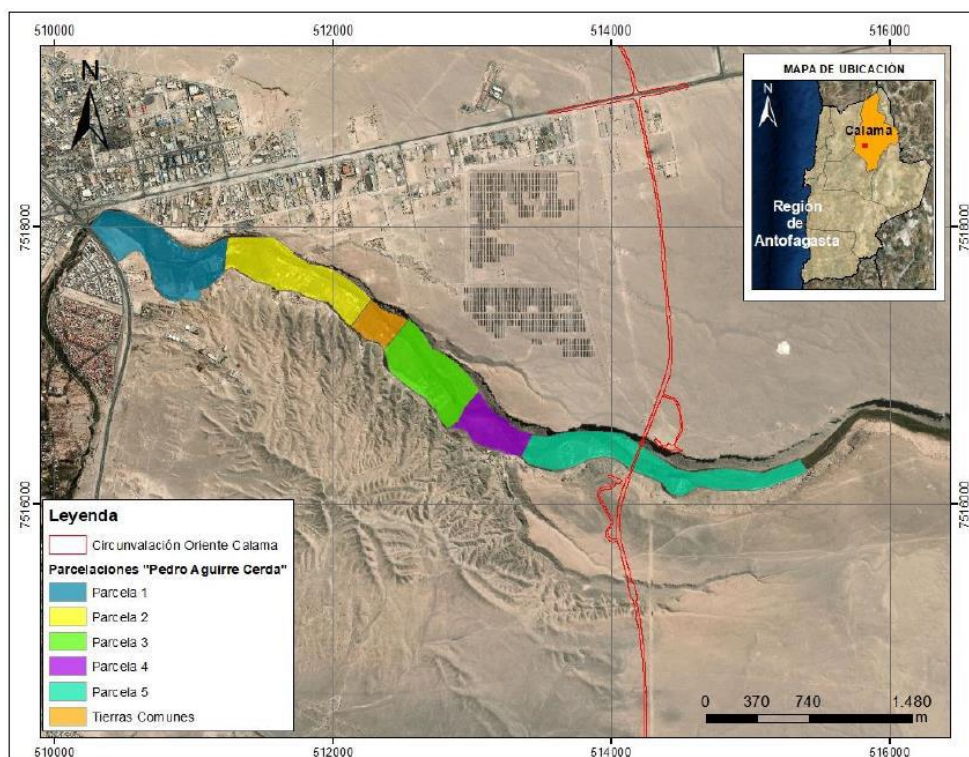 510000 512000 514000 516000
N
MAPA DE UBICACIÓN
N
Calama
Región
de
Antofagasta
7518000 7518000
7516000 7516000
Leyenda
Circunvalación Oriente Calama
Parcelaciones "Pedro Aguirre Cerda"
Parcela 1
Parcela 2
Parcela 3
Parcela 4
Parcela 5
Tierras Comunes
0 370 740 1.480
m
510000 512000 514000 516000